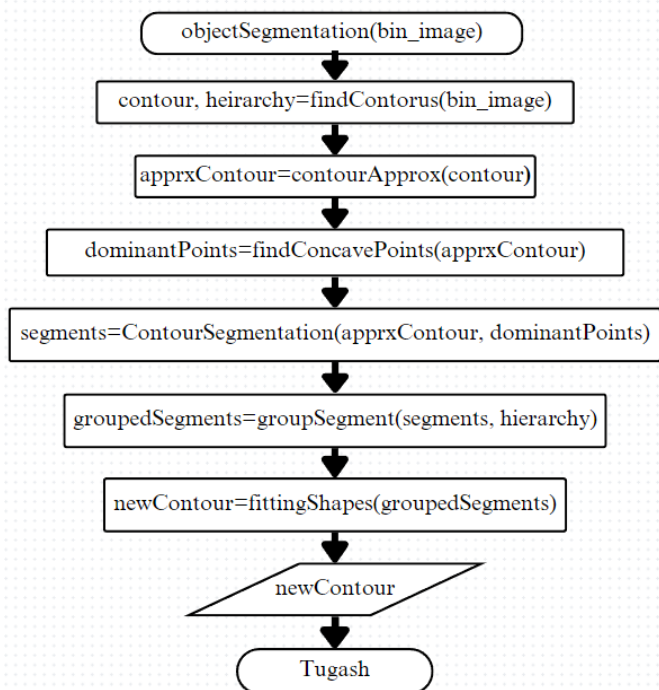 objectSegmentation(bin_image)
contour, heirarchy=findContorus(bin_image)
apprxContour=contourApprox(contour)
dominantPoints=findConcavePoints(apprxContour)
segments=ContourSegmentation(apprxContour, dominantPoints)
groupedSegments=groupSegment(segments, hierarchy)
newContour=fittingShapes(groupedSegments)
newContour
Tugash